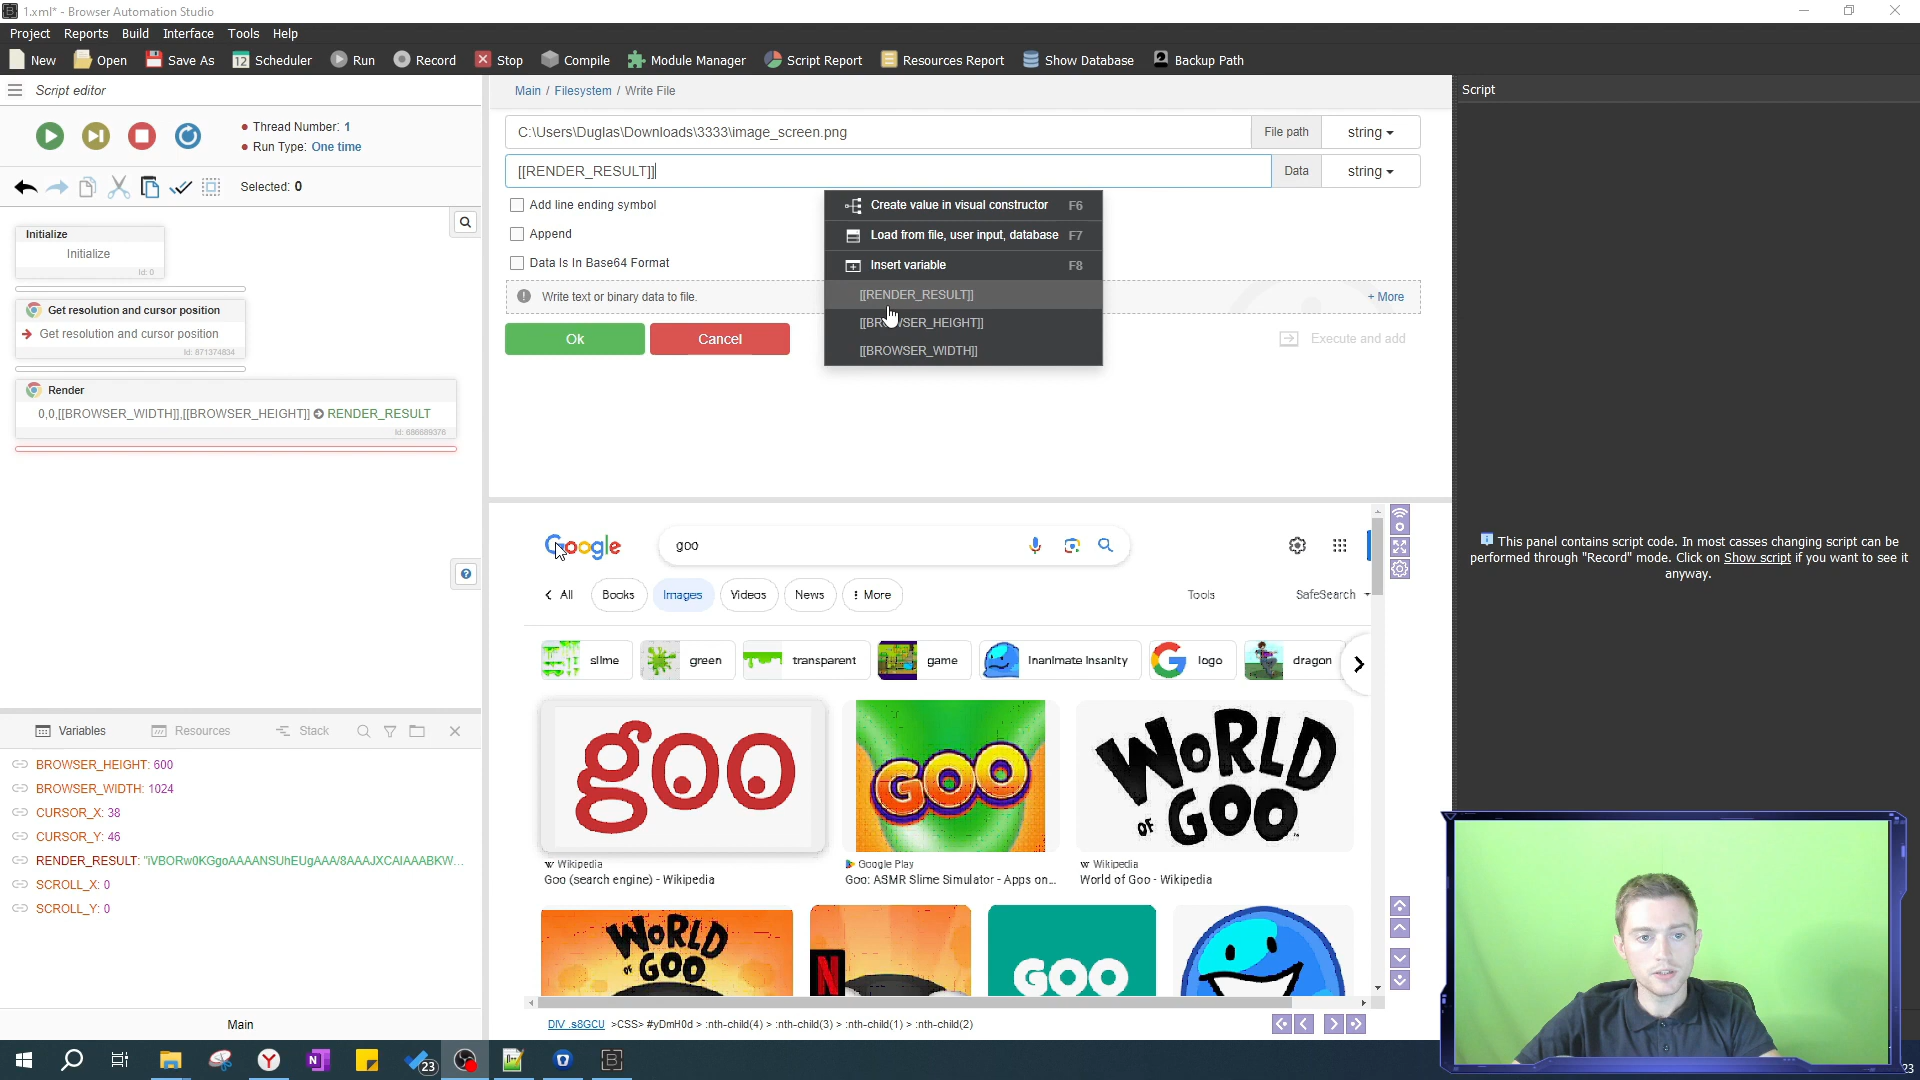 1.xml* - Browser Automation Studio
Project Reports Build Interface Tools Help
New Open Save As 12 Scheduler Run Record Stop Compile Module Manager Script Report Resources Report Show Database Backup Path
Script editor
Thread Number: 1
Run Type: One time
Selected: 0
Initialize
Initialize
Id: 0
Get resolution and cursor position
Get resolution and cursor position
Id: 871374834
Render
0,0,[[BROWSER_WIDTH]],[[BROWSER_HEIGHT]] RENDER_RESULT
Id: 686689376
Variables Resources Stack
BROWSER_HEIGHT: 600
BROWSER_WIDTH: 1024
CURSOR_X: 38
CURSOR_Y: 46
RENDER_RESULT: "iVBORw0KGgoAAAANSUhEUgAAA/8AAAJXCAIAAABKW...
SCROLL_X: 0
SCROLL_Y: 0
Main
Main / Filesystem / Write File
C:\Users\Duglas\Downloads\3333\image_screen.png File path string
[[RENDER_RESULT]] Data string
Add line ending symbol
Append
Data Is In Base64 Format
Write text or binary data to file. + More
Ok Cancel Execute and add
Create value in visual constructor F6
Load from file, user input, database F7
Insert variable F8
[[RENDER_RESULT]]
[[BROWSER_HEIGHT]]
[[BROWSER_WIDTH]]
Google goo
All Books Images Videos News More Tools SafeSearch
slime green transparent game inanimate insanity logo dragon
goo
GOO
WORLD OF GOO
Wikipedia
Goo (search engine) - Wikipedia
Google Play
Goo: ASMR Slime Simulator - Apps on...
Wikipedia
World of Goo - Wikipedia
WORLD OF GOO
N
GOO
DIV .s8GCU >CSS> #yDmH0d > :nth-child(4) > :nth-child(3) > :nth-child(1) > :nth-child(2)
Script
This panel contains script code. In most casses changing script can be
performed through "Record" mode. Click on Show script if you want to see it
anyway.
23
23